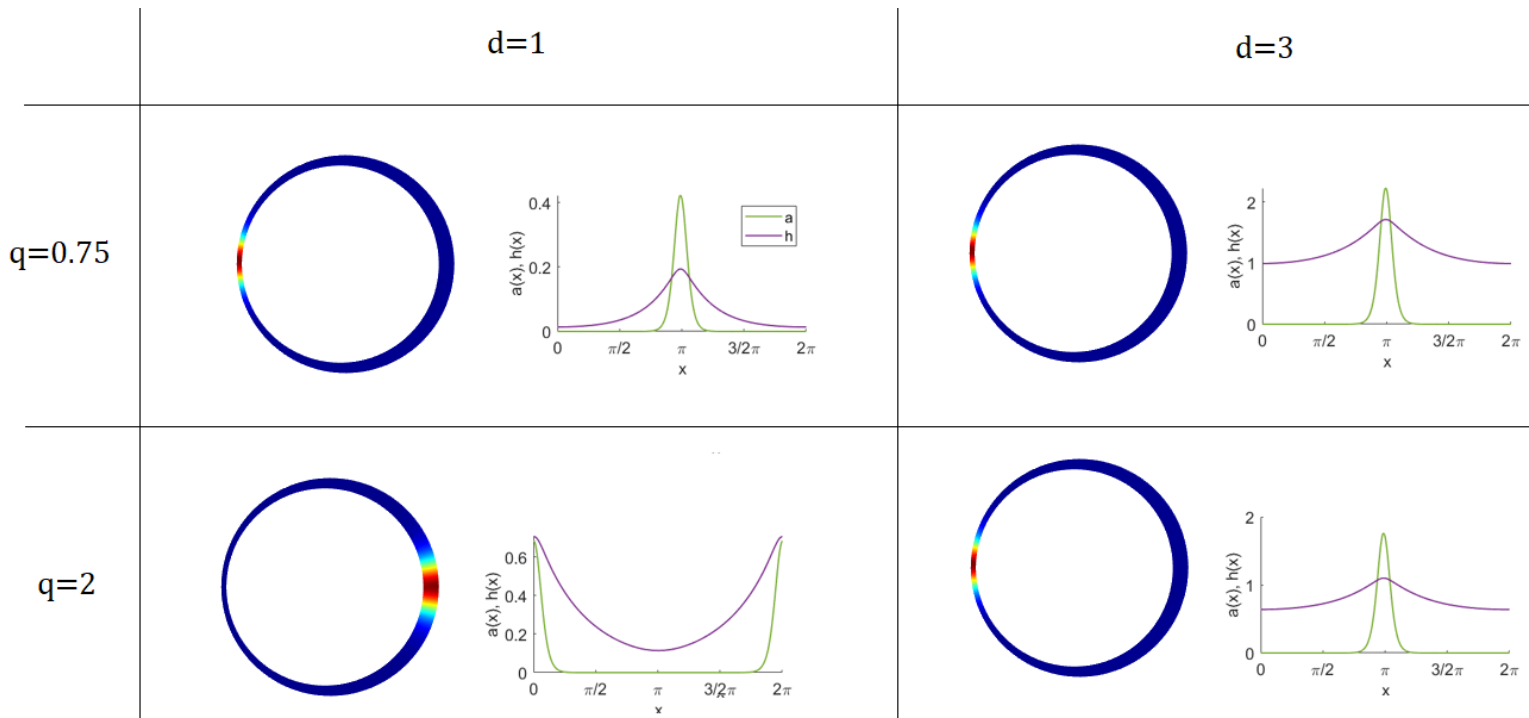 d=1
d=3
q=0.75
a(x), h(x)
0.4
0.2
0
0 π/2 π 3/2π 2π
x
a
h
a(x), h(x)
2
1
0
0 π/2 π 3/2π 2π
x
q=2
a(x), h(x)
0.6
0.4
0.2
0
0 π/2 π 3/2π 2π
x
a(x), h(x)
2
1
0
0 π/2 π 3/2π 2π
x